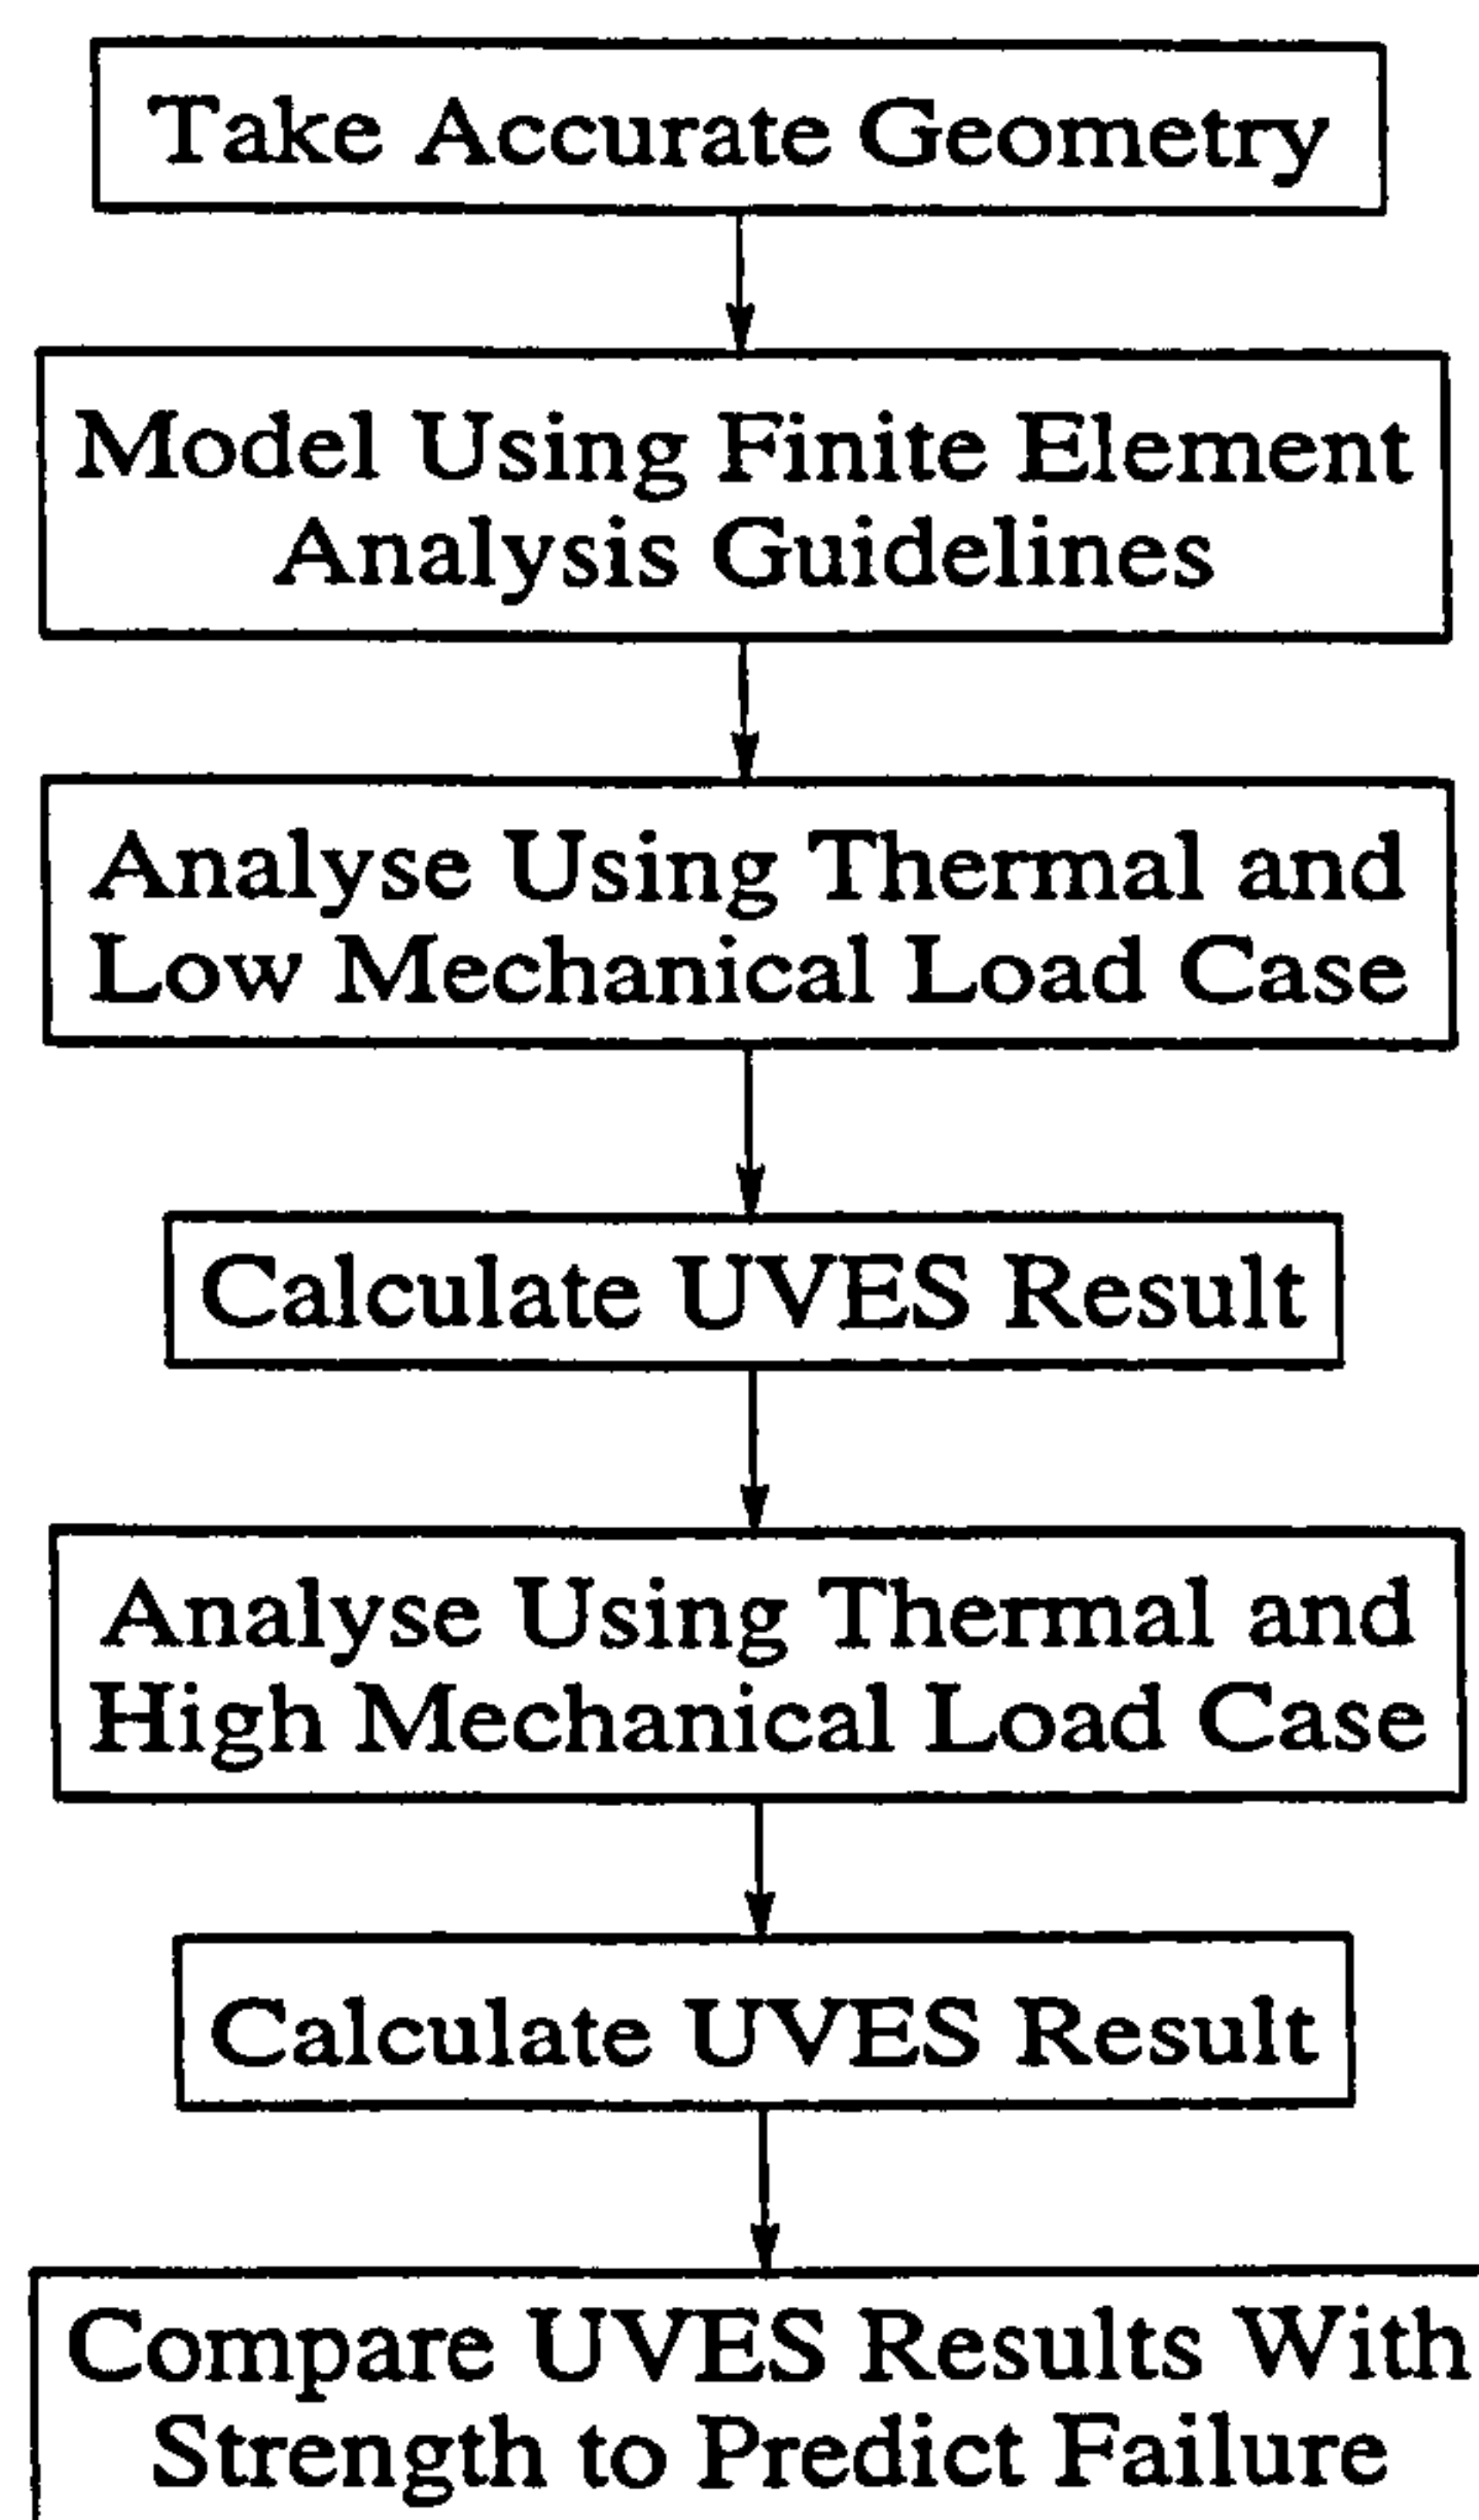 Take Accurate Geometry
Model Using Finite Element
Analysis Guidelines
Analyse Using Thermal and
Low Mechanical Load Case
Calculate UVES Result
Analyse Using Thermal and
High Mechanical Load Case
Calculate UVES Result
Compare UVES Results With
Strength to Predict Failure